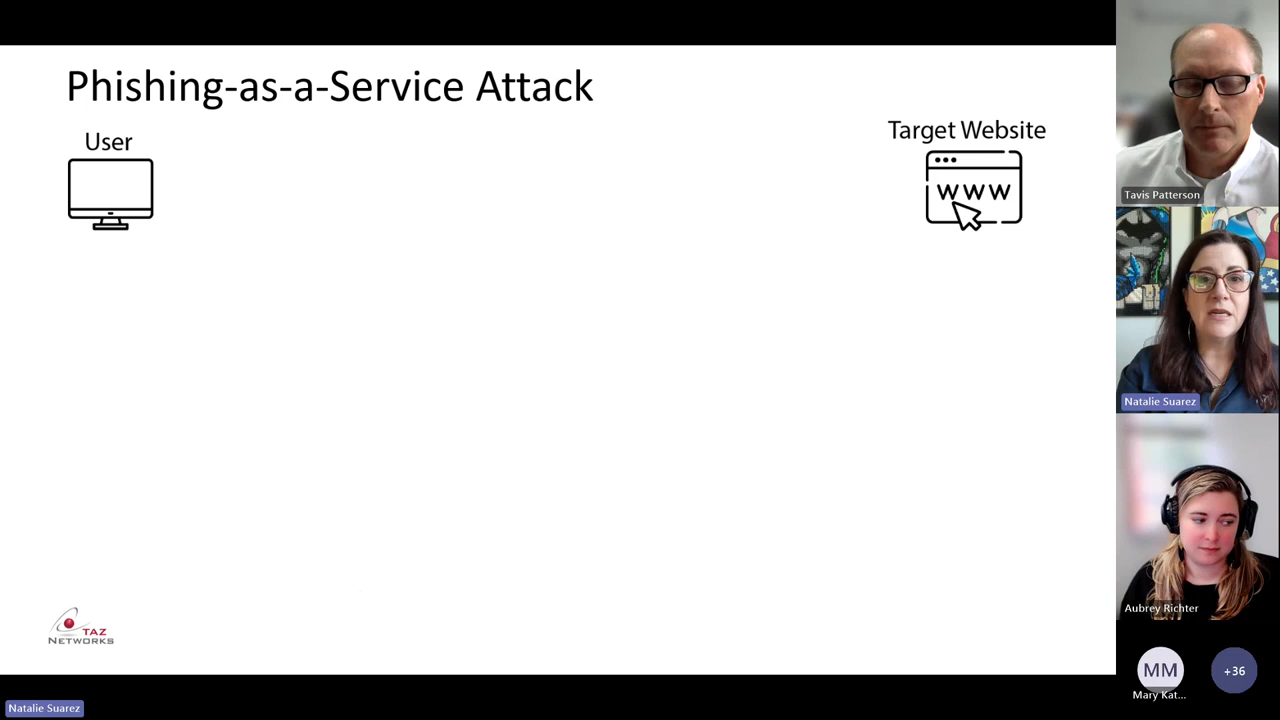 Phishing-as-a-Service Attack
User
Target Website
www
TAZ
NETWORKS
Tavis Patterson
Natalie Suarez
Aubrey Richter
MM
+36
Mary Kat...
Natalie Suarez